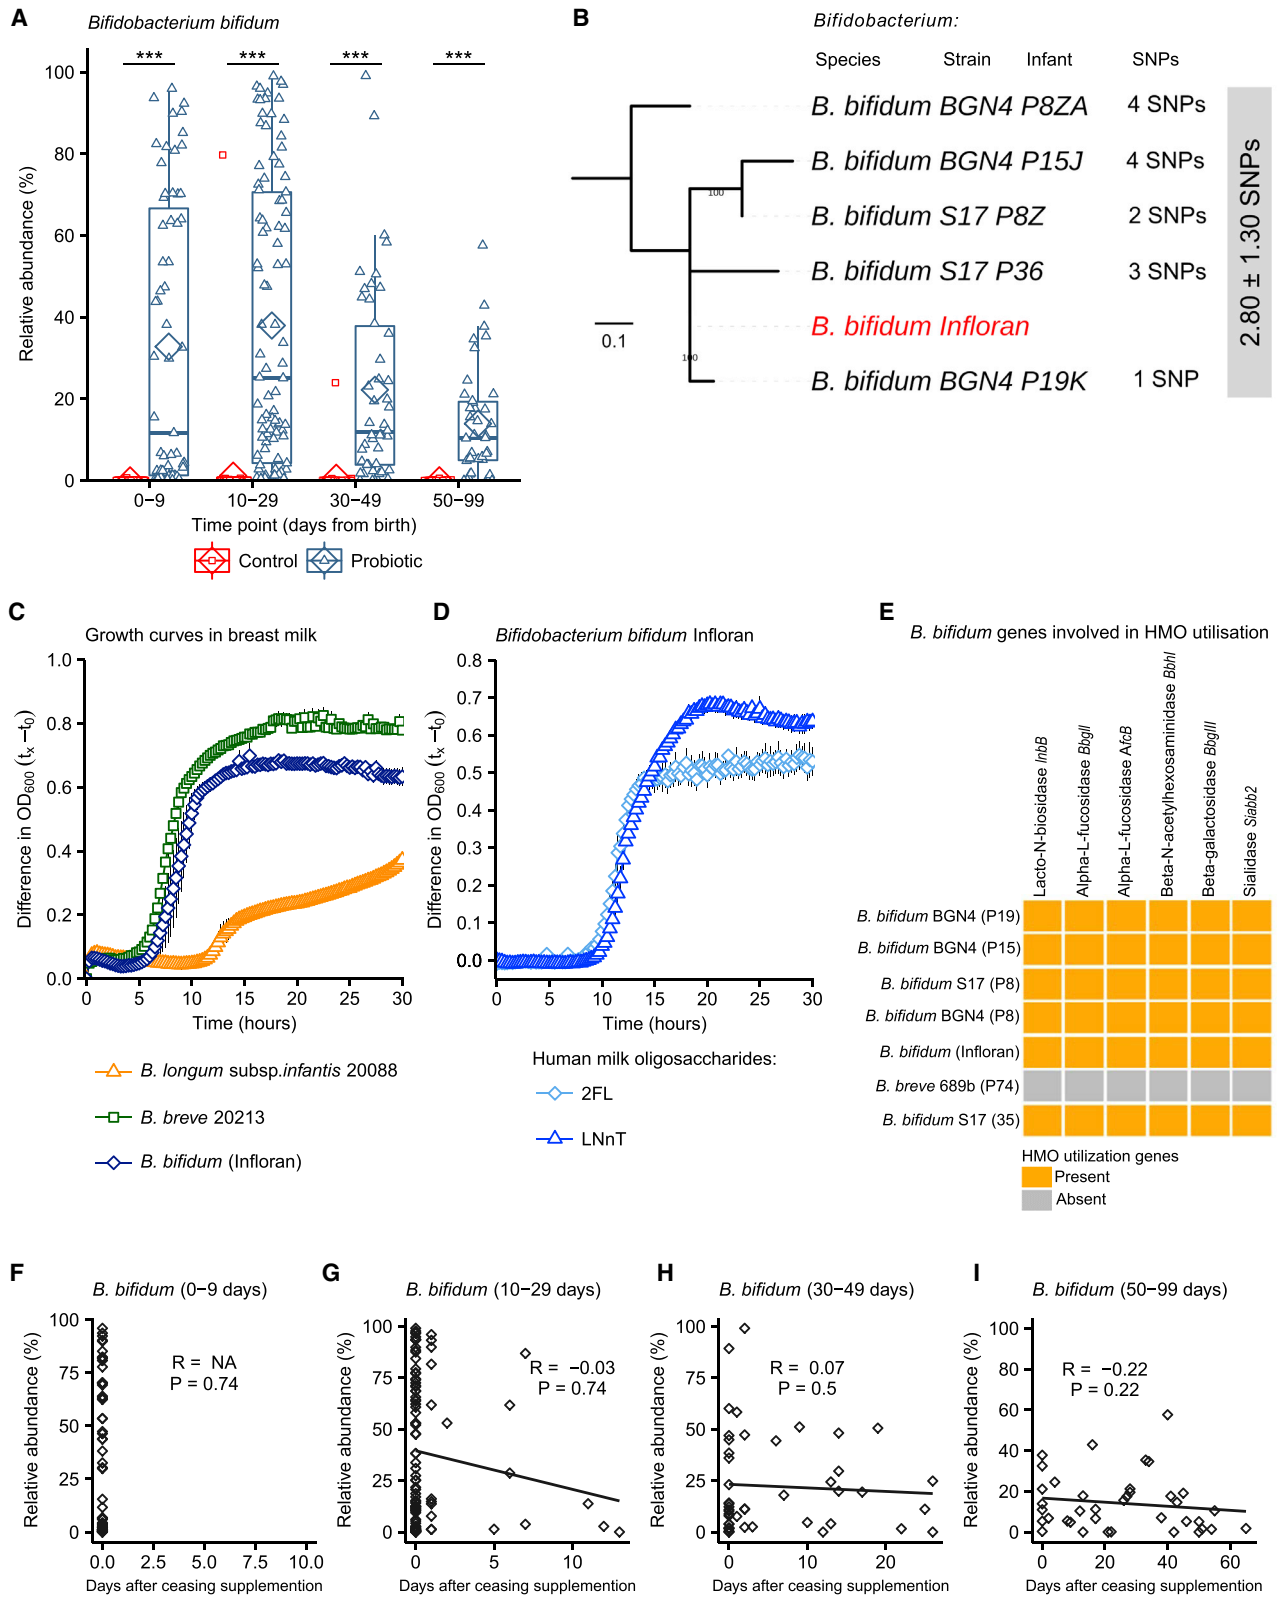 A
Bifidobacterium bifidum
*** *** *** ***
Relative abundance (%)
100
80
60
40
20
0
0−9 10−29 30−49 50−99
Time point (days from birth)
Control Probiotic
B
Bifidobacterium:
Species Strain Infant SNPs
B. bifidum BGN4 P8ZA 4 SNPs
B. bifidum BGN4 P15J 4 SNPs
100
B. bifidum S17 P8Z 2 SNPs
B. bifidum S17 P36 3 SNPs
B. bifidum Infloran
0.1
100
B. bifidum BGN4 P19K 1 SNP
2.80 ± 1.30 SNPs
C
Growth curves in breast milk
Difference in OD600 (tx −t0)
1.0
0.8
0.6
0.4
0.2
0.0
0 5 10 15 20 25 30
Time (hours)
B. longum subsp.infantis 20088
B. breve 20213
B. bifidum (Infloran)
D
Bifidobacterium bifidum Infloran
Difference in OD600 (tx −t0)
0.8
0.7
0.6
0.5
0.4
0.3
0.2
0.1
0.0
0 5 10 15 20 25 30
Time (hours)
Human milk oligosaccharides:
2FL
LNnT
E
B. bifidum genes involved in HMO utilisation
Lacto-N-biosidase lnbB
Alpha-L-fucosidase BbgII
Alpha-L-fucosidase AfcB
Beta-N-acetylhexosaminidase BbhI
Beta-galactosidase BbgIII
Sialidase Siabb2
B. bifidum BGN4 (P19)
B. bifidum BGN4 (P15)
B. bifidum S17 (P8)
B. bifidum BGN4 (P8)
B. bifidum (Infloran)
B. breve 689b (P74)
B. bifidum S17 (35)
HMO utilization genes
Present
Absent
F
B. bifidum (0−9 days)
Relative abundance (%)
100
75
50
25
0
R = NA
P = 0.74
0.0 2.5 5.0 7.5 10.0
Days after ceasing supplemention
G
B. bifidum (10−29 days)
Relative abundance (%)
100
75
50
25
0
R = −0.03
P = 0.74
0 5 10
Days after ceasing supplemention
H
B. bifidum (30−49 days)
Relative abundance (%)
100
75
50
25
0
R = 0.07
P = 0.5
0 10 20
Days after ceasing supplemention
I
B. bifidum (50−99 days)
Relative abundance (%)
100
80
60
40
20
0
R = −0.22
P = 0.22
0 20 40 60
Days after ceasing supplemention